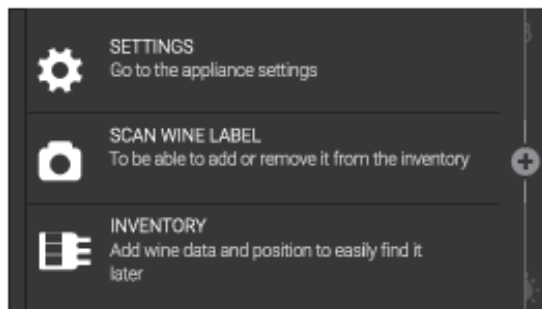 SETTINGS
Go to the appliance settings
SCAN WINE LABEL
To be able to add or remove it from the inventory
INVENTORY
Add wine data and position to easily find it
later